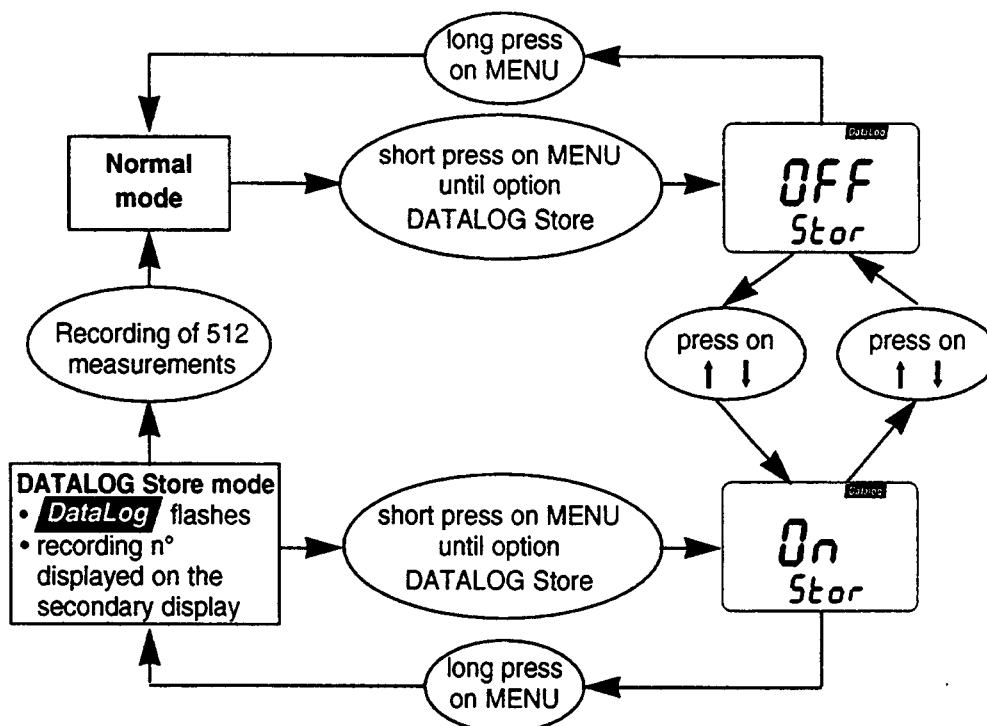 long press
on MENU
Normal
mode
short press on MENU
until option
DATALOG Store
DataLog
OFF
Stor
Recording of 512
measurements
press on
↑ ↓
press on
↑ ↓
DATALOG Store mode
• DataLog flashes
• recording n°
displayed on the
secondary display
short press on MENU
until option
DATALOG Store
DataLog
On
Stor
long press
on MENU